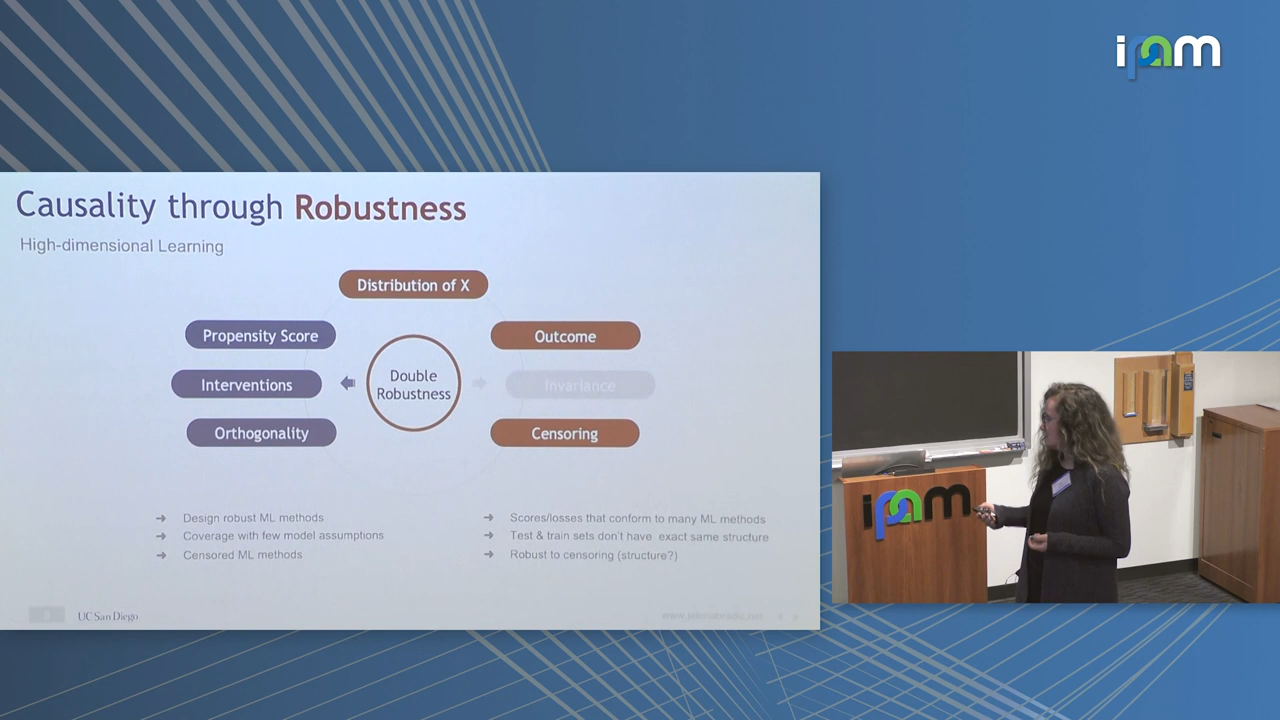 ipam
Causality through Robustness
High-dimensional Learning
Distribution of X
Propensity Score
Outcome
Interventions
Double
Robustness
Invariance
Orthogonality
Censoring
➔ Design robust ML methods
➔ Coverage with few model assumptions
➔ Censored ML methods
➔ Scores/losses that conform to many ML methods
➔ Test & train sets don't have exact same structure
➔ Robust to censoring (structure?)
UC San Diego
ipam